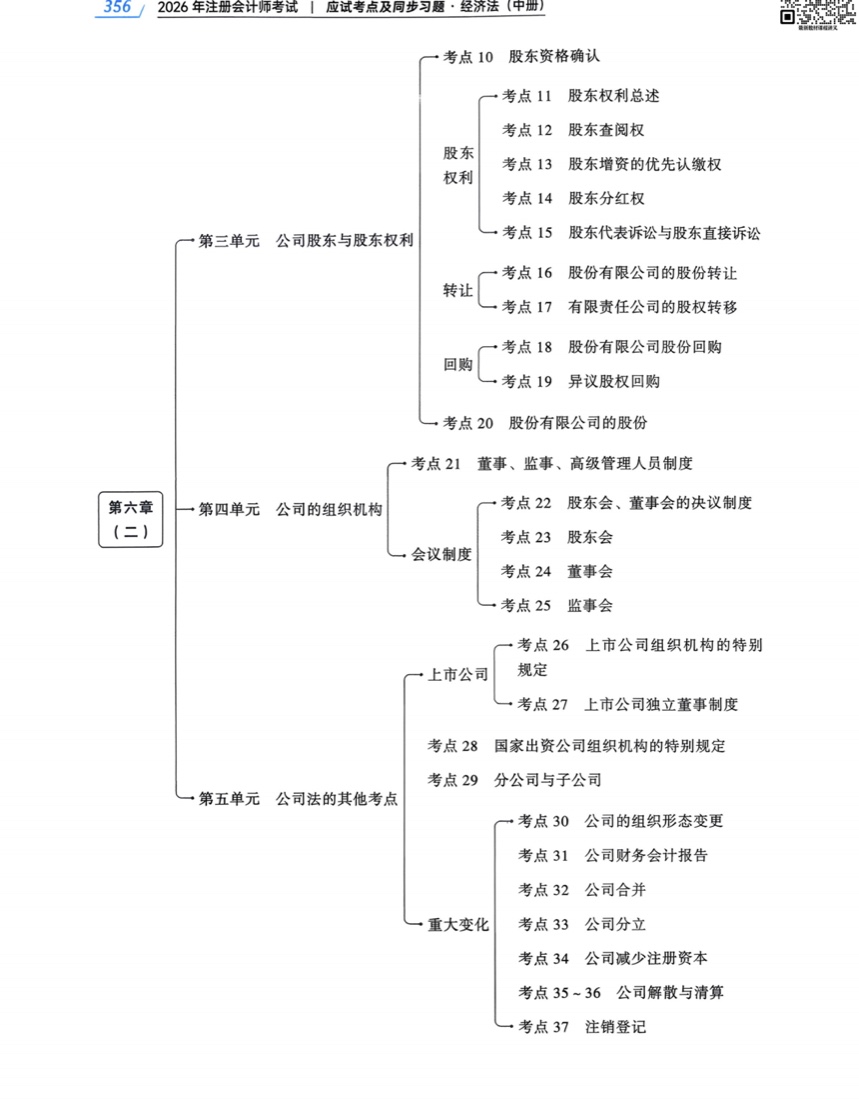 356 2026年注册会计师考试 | 应试考点及同步习题·经济法（中册）
考点10 股东资格确认
股东权利
考点11 股东权利总述
考点12 股东查阅权
考点13 股东增资的优先认缴权
考点14 股东分红权
考点15 股东代表诉讼与股东直接诉讼
第三单元 公司股东与股东权利
转让
考点16 股份有限公司的股份转让
考点17 有限责任公司的股权转移
回购
考点18 股份有限公司股份回购
考点19 异议股权回购
考点20 股份有限公司的股份
第六章
（二）
第四单元 公司的组织机构
考点21 董事、监事、高级管理人员制度
会议制度
考点22 股东会、董事会的决议制度
考点23 股东会
考点24 董事会
考点25 监事会
第五单元 公司法的其他考点
上市公司
考点26 上市公司组织机构的特别
规定
考点27 上市公司独立董事制度
考点28 国家出资公司组织机构的特别规定
考点29 分公司与子公司
重大变化
考点30 公司的组织形态变更
考点31 公司财务会计报告
考点32 公司合并
考点33 公司分立
考点34 公司减少注册资本
考点35~36 公司解散与清算
考点37 注销登记